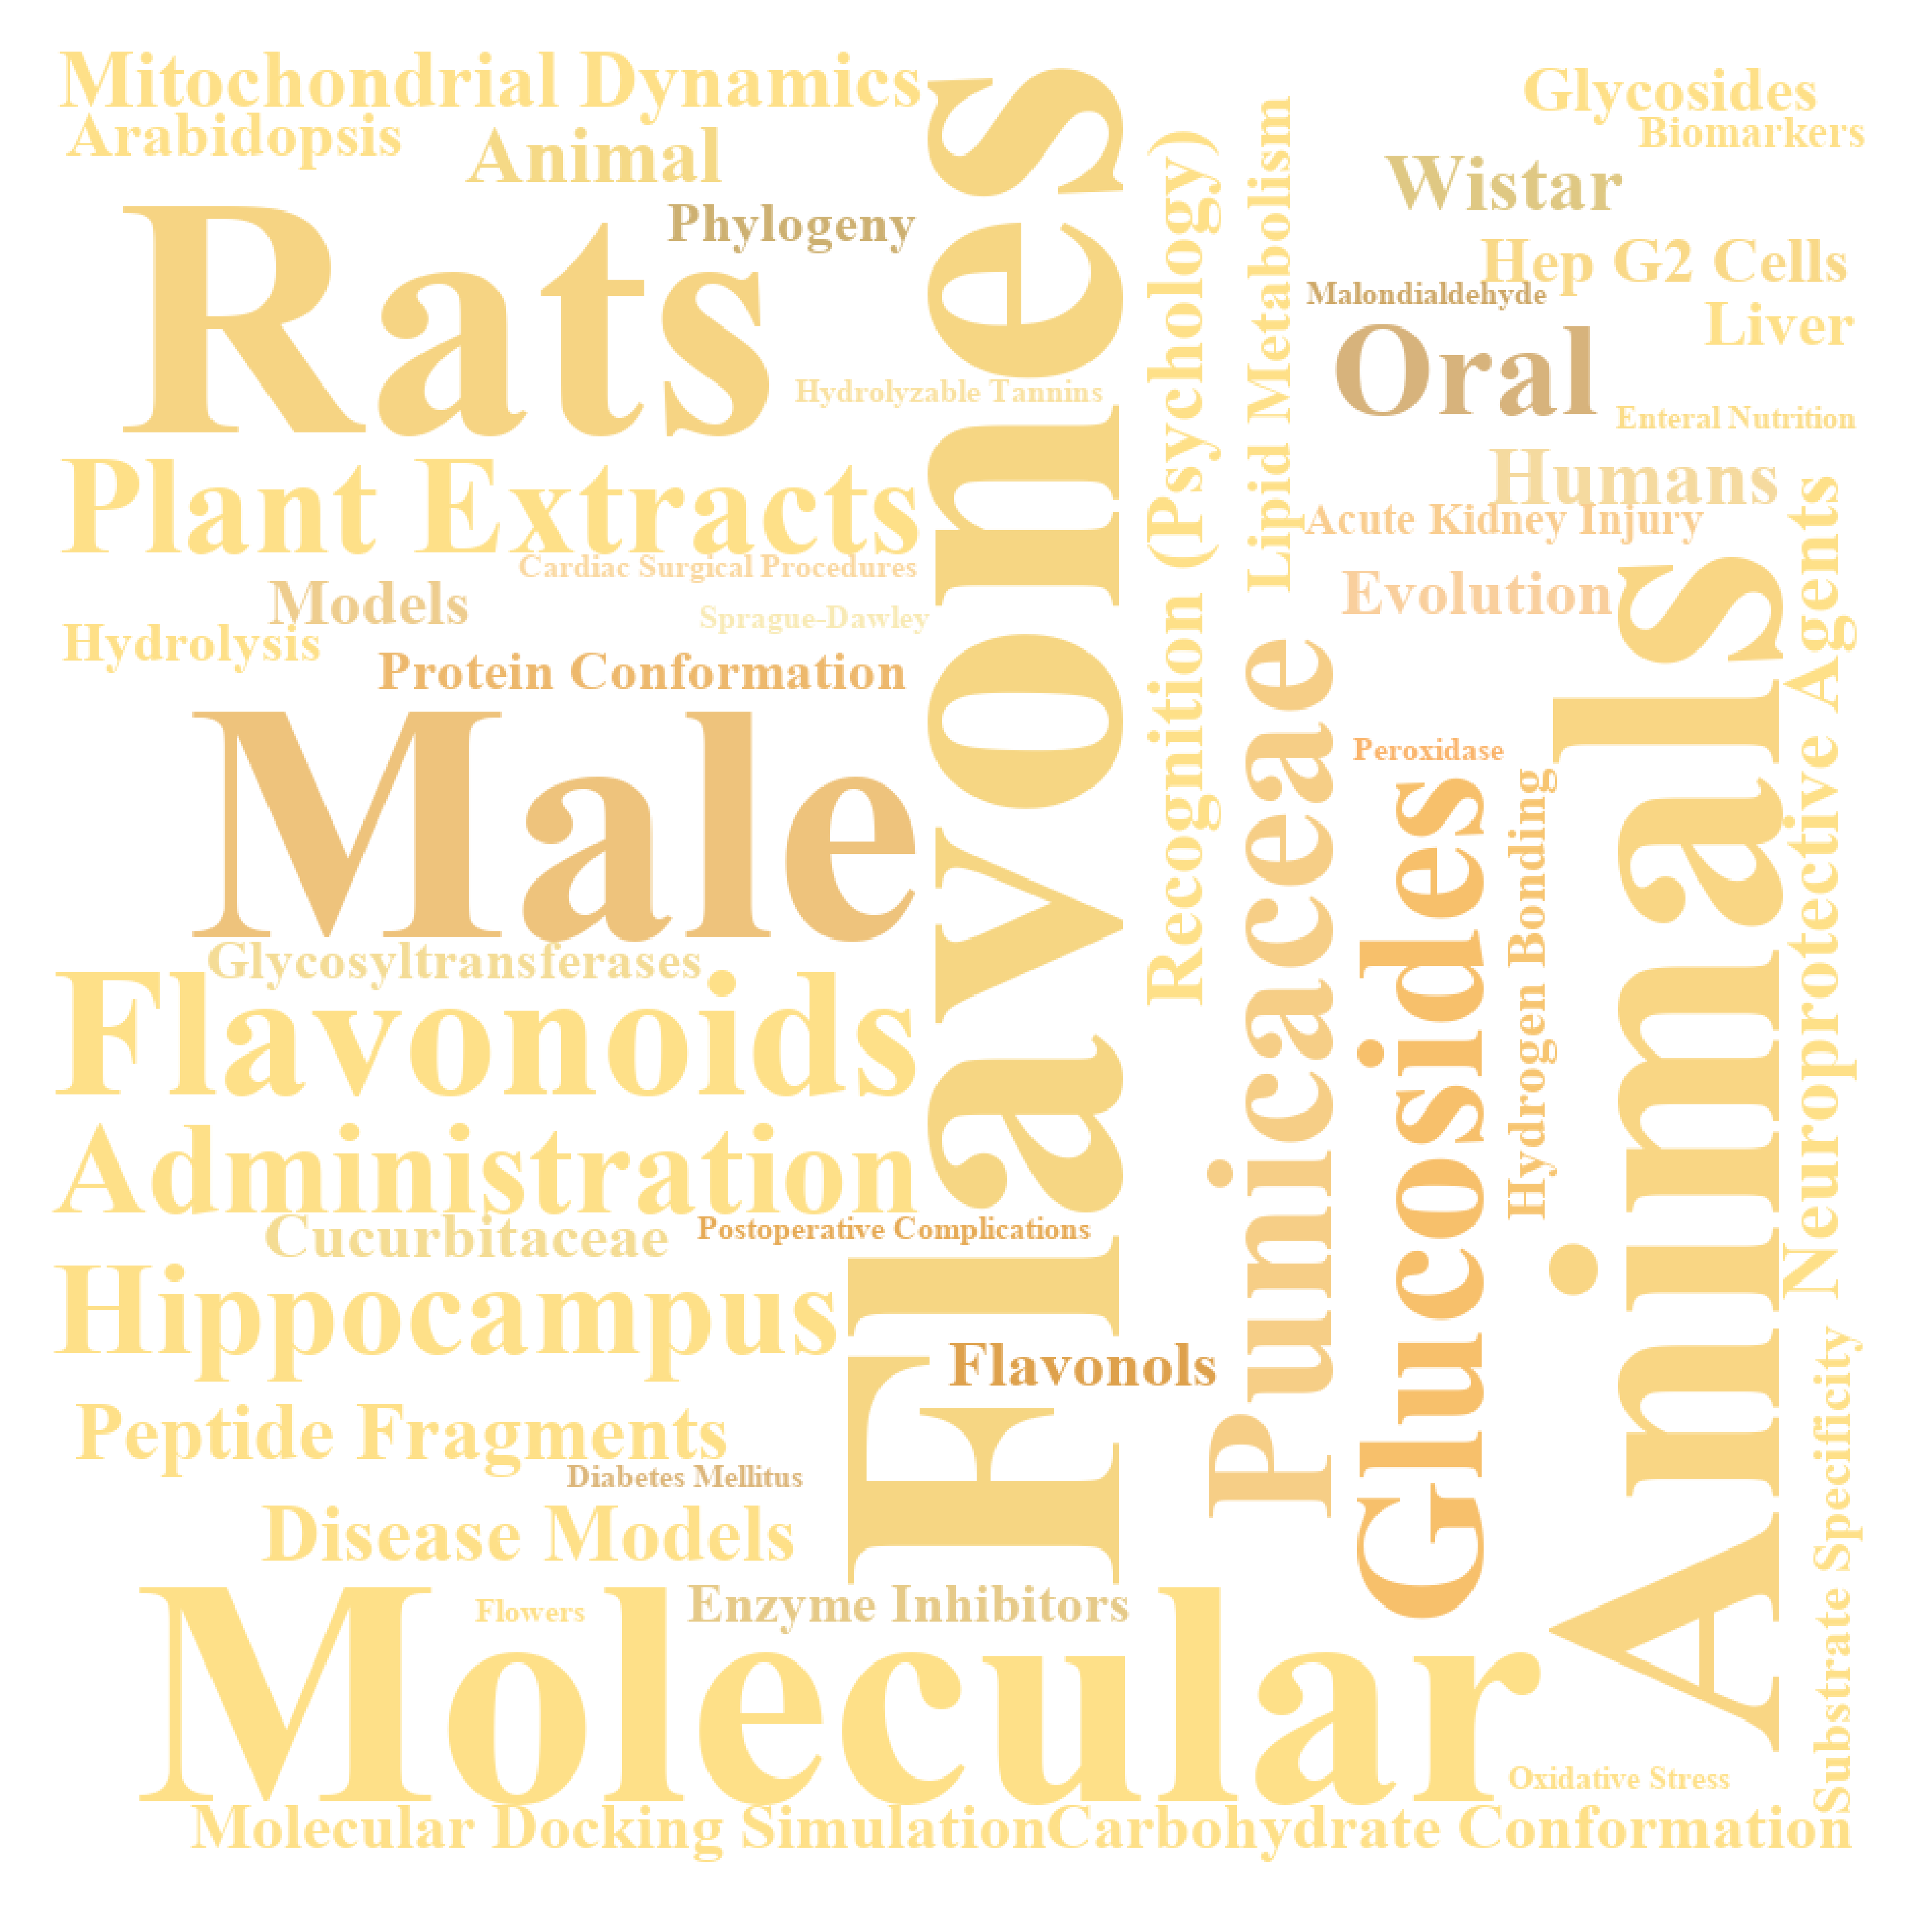 Mitochondrial Dynamics
Arabidopsis
Animal
Phylogeny
Rats
Hydrolyzable Tannins
Plant Extracts
Cardiac Surgical Procedures
Models
Sprague-Dawley
Hydrolysis
Protein Conformation
Male
Glycosyltransferases
Flavonoids
Administration
Cucurbitaceae
Postoperative Complications
Hippocampus
Flavonols
Peptide Fragments
Diabetes Mellitus
Disease Models
Flowers
Enzyme Inhibitors
Molecular
Oxidative Stress
Molecular Docking Simulation
Carbohydrate Conformation
Flavones
Recognition (Psychology)
Lipid Metabolism
Glycosides
Biomarkers
Wistar
Hep G2 Cells
Malondialdehyde
Liver
Oral
Enteral Nutrition
Humans
Acute Kidney Injury
Evolution
Punicaceae
Peroxidase
Glucosides
Hydrogen Bonding
Animals
Neuroprotective Agents
Substrate Specificity